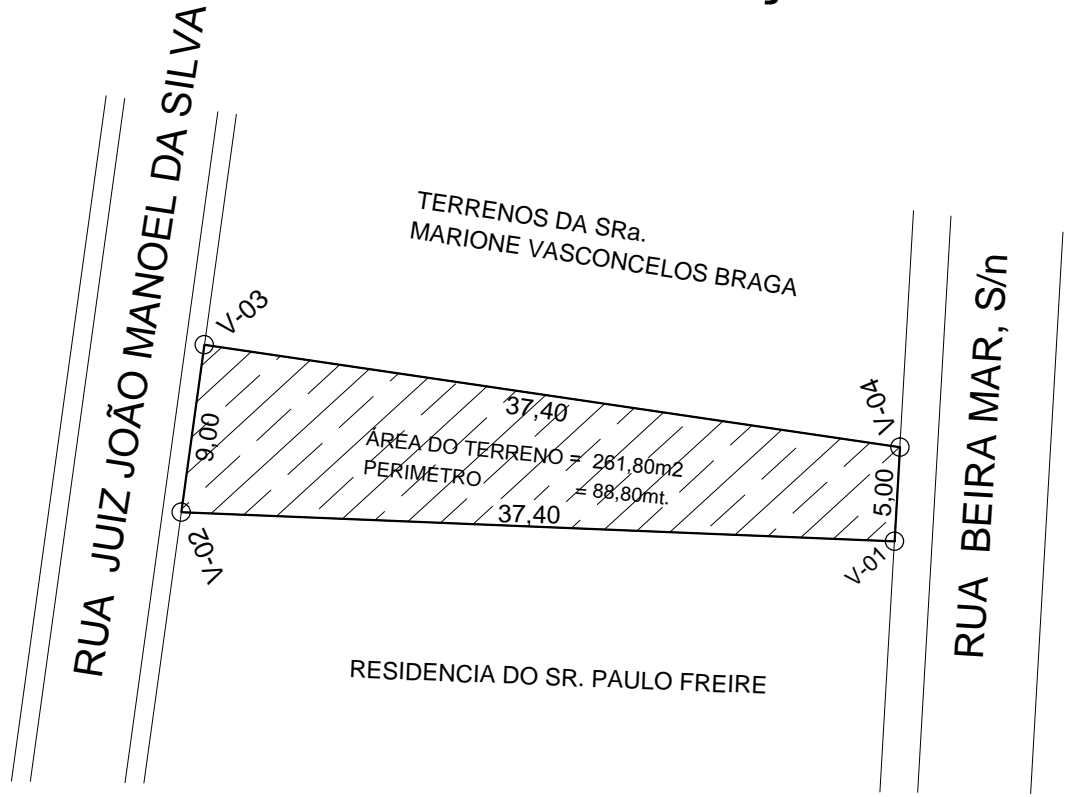 RUA JUIZ JOÃO MANOEL DA SILVA
TERRENOS DA SRa.
MARIONE VASCONCELOS BRAGA
RUA BEIRA MAR, S/n
V-03
V-04
37,40
9,00
ÁREA DO TERRENO = 261,80m2
PERIMETRO = 88,80mt.
5,00
37,40
V-02
V-01
RESIDENCIA DO SR. PAULO FREIRE